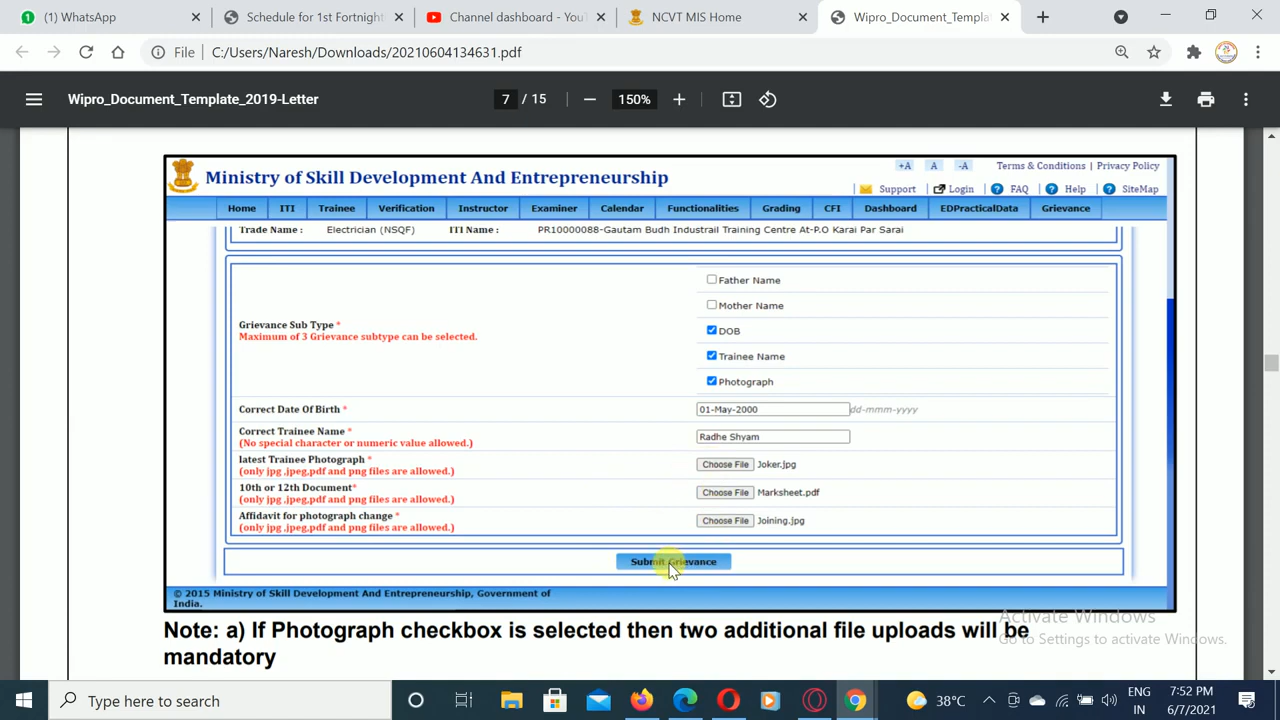 (1) WhatsApp
Schedule for 1st Fortnight
Channel dashboard - You
NCVT MIS Home
Wipro_Document_Templa
File C:/Users/Naresh/Downloads/20210604134631.pdf
Wipro_Document_Template_2019-Letter
7 / 15
150%
+A A -A Terms & Conditions | Privacy Policy
Ministry of Skill Development And Entrepreneurship
Support Login FAQ Help SiteMap
Home ITI Trainee Verification Instructor Examiner Calendar Functionalities Grading CFI Dashboard EDPracticalData Grievance
Trade Name : Electrician (NSQF) ITI Name : PR10000088-Gautam Budh Industrail Training Centre At-P.O Karai Par Sarai
Father Name
Mother Name
Grievance Sub Type *
Maximum of 3 Grievance subtype can be selected.
DOB
Trainee Name
Photograph
Correct Date Of Birth * 01-May-2000 dd-mmm-yyyy
Correct Trainee Name * Radhe Shyam
(No special character or numeric value allowed.)
latest Trainee Photograph * Choose File Joker.jpg
(only jpg ,jpeg,pdf and png files are allowed.)
10th or 12th Document* Choose File Marksheet.pdf
(only jpg ,jpeg,pdf and png files are allowed.)
Affidavit for photograph change * Choose File Joining.jpg
(only jpg ,jpeg,pdf and png files are allowed.)
Submit Grievance
© 2015 Ministry of Skill Development And Entrepreneurship, Government of
India.
Note: a) If Photograph checkbox is selected then two additional file uploads will be
mandatory
Activate Windows
Go to Settings to activate Windows.
Type here to search
38°C
ENG
IN
7:52 PM
6/7/2021